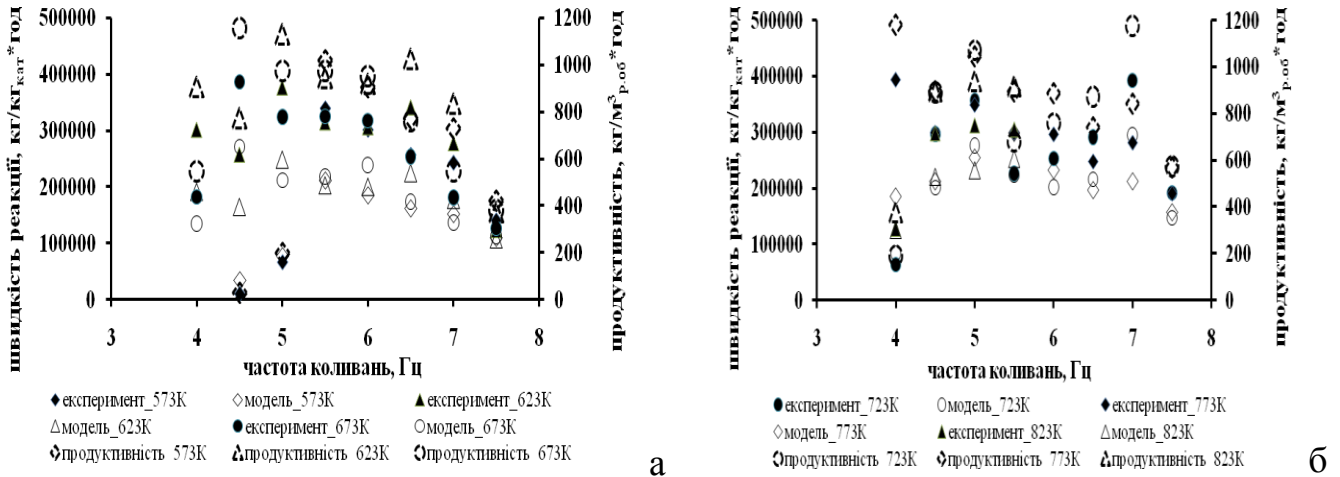 швидкість реакції, кг/кгкат*год
500000
400000
300000
200000
100000
0
1200
1000
800
600
400
200
0
продуктивність, кг/м³р.об*год
3 4 5 6 7 8
частота коливань, Гц
експеримент_573К модель_573К експеримент_623К
модель_623К експеримент_673К модель_673К
продуктивність 573К продуктивність 623К продуктивність 673К
а
швидкість реакції, кг/кгкат*год
500000
400000
300000
200000
100000
0
1200
1000
800
600
400
200
0
продуктивність, кг/м³р.об*год
3 4 5 6 7 8
частота коливань, Гц
експеримент_723К модель_723К експеримент_773К
модель_773К експеримент_823К модель_823К
продуктивність 723К продуктивність 773К продуктивність 823К
б